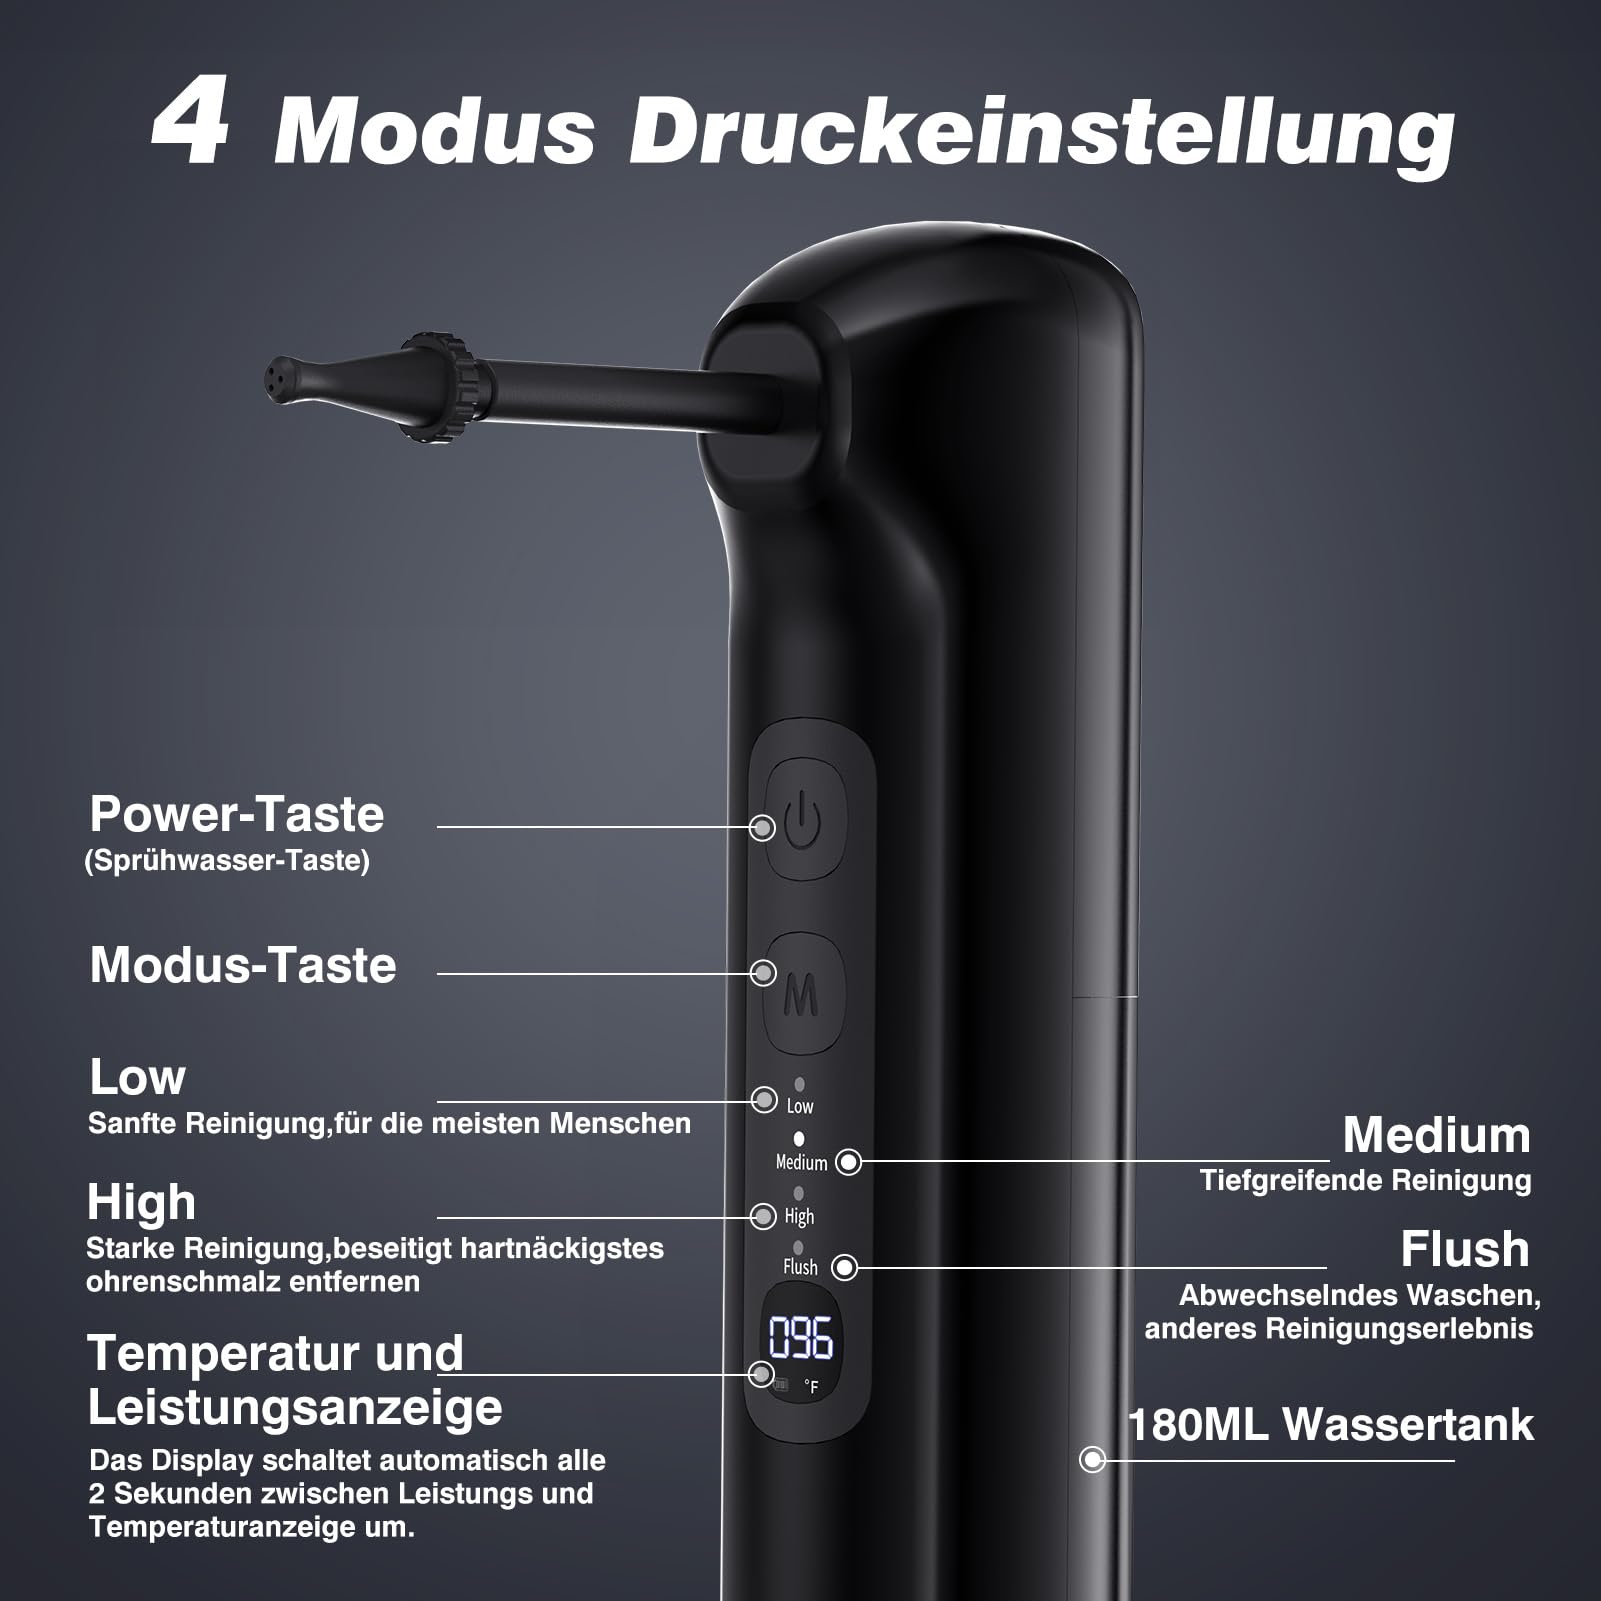 4 Modus Druckeinstellung
Power-Taste
(Sprühwasser-Taste)
Modus-Taste
M
Low
Sanfte Reinigung,für die meisten Menschen
Low
Medium
High
Flush
High
Starke Reinigung,beseitigt hartnäckigstes
ohrenschmalz entfernen
Medium
Tiefgreifende Reinigung
Flush
Abwechselndes Waschen,
anderes Reinigungserlebnis
Temperatur und
Leistungsanzeige
Das Display schaltet automatisch alle
2 Sekunden zwischen Leistungs und
Temperaturanzeige um.
096
°F
180ML Wassertank